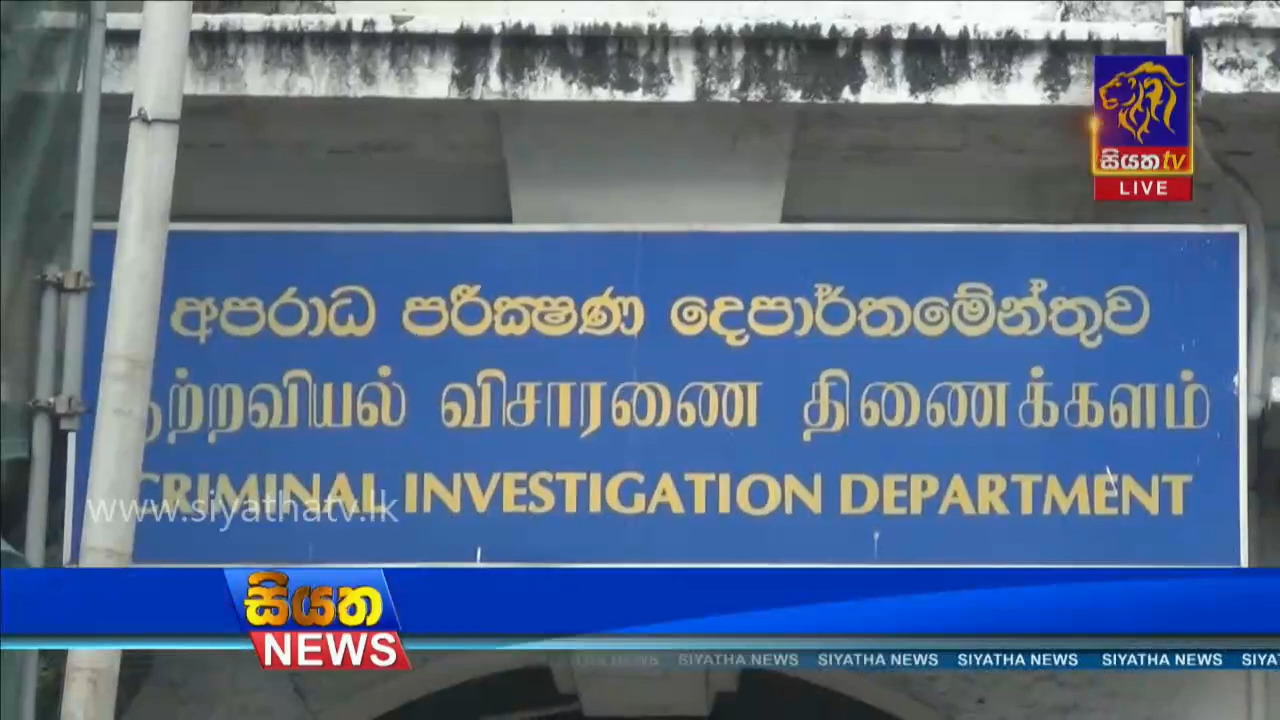 සියත tv
LIVE
අපරාධ පරීක්ෂණ දෙපාර්තමේන්තුව
குற்றவியல் விசாரணை திணைக்களம்
CRIMINAL INVESTIGATION DEPARTMENT
www.siyathatv.lk
සියත
NEWS
SIYATHA NEWS SIYATHA NEWS SIYATHA NEWS SIYATHA NEWS